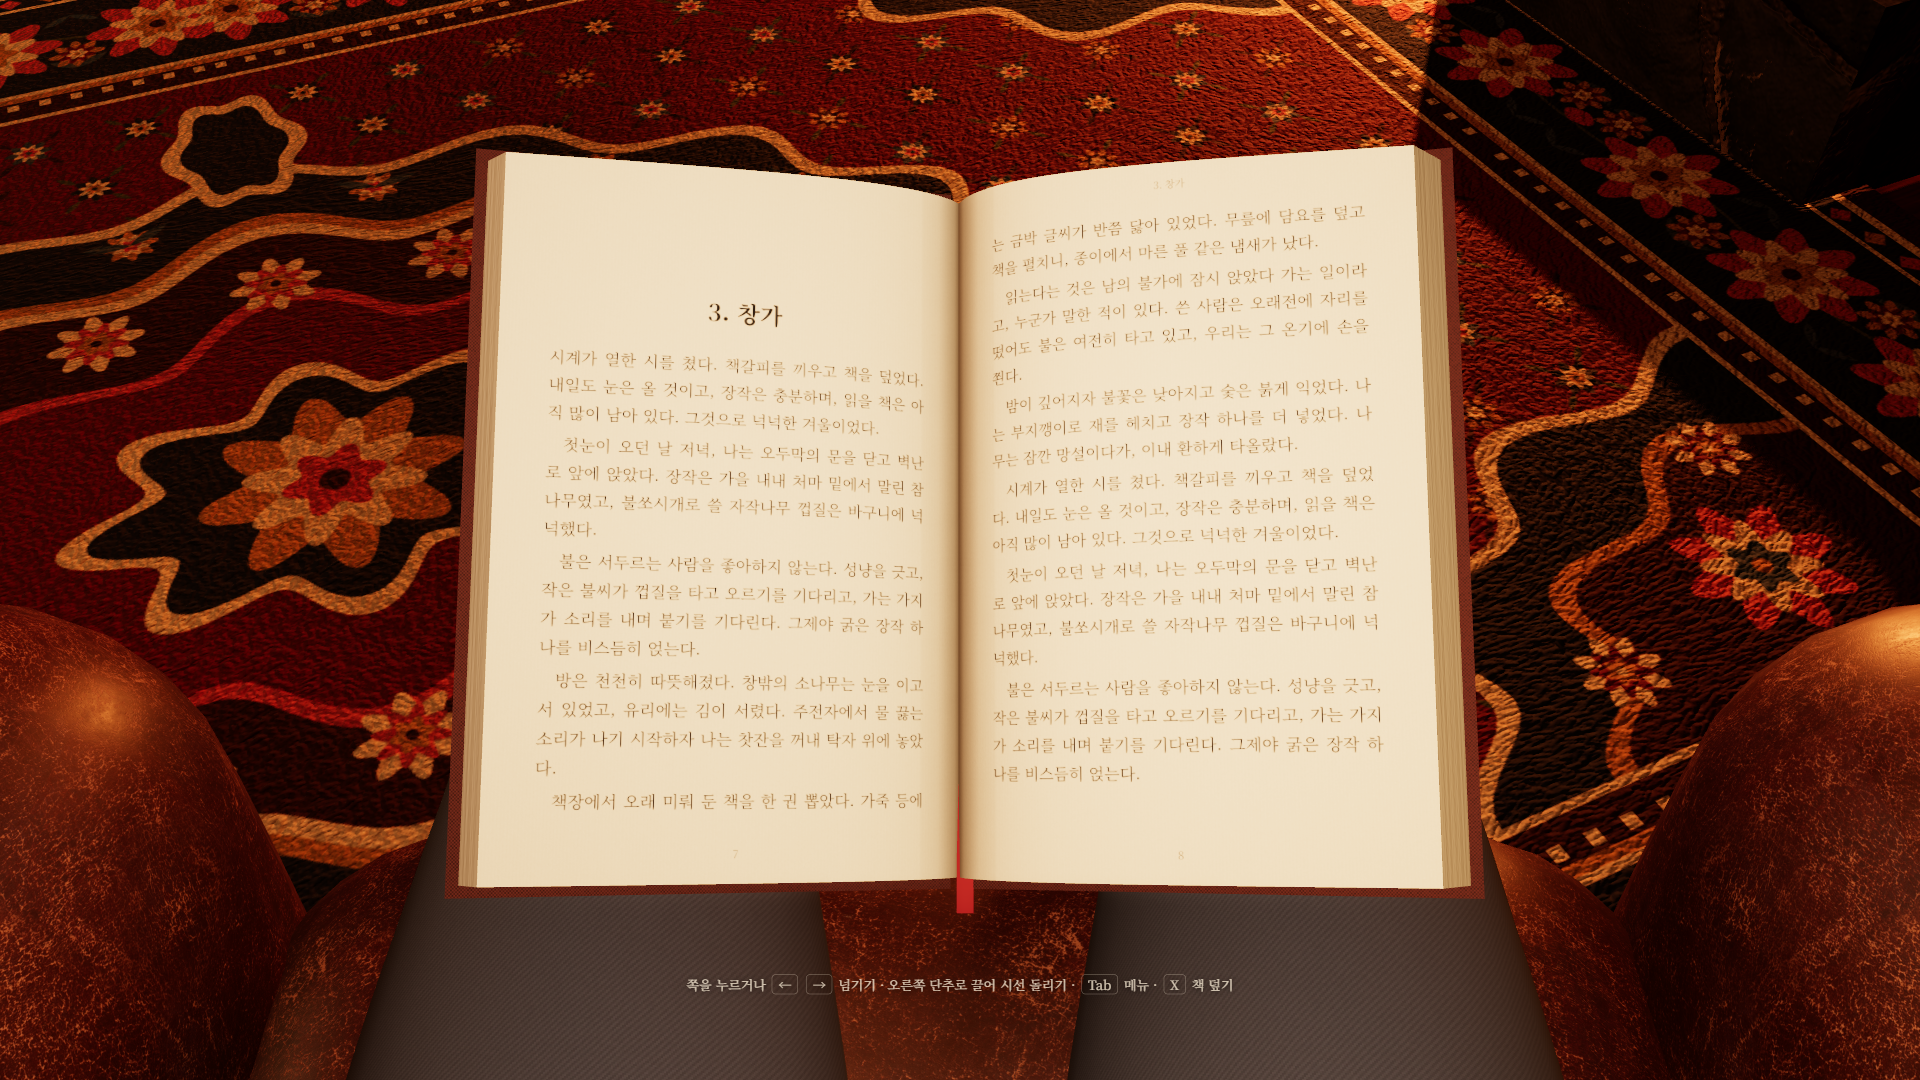 3. 창가
시계가 열한 시를 쳤다. 책갈피를 끼우고 책을 덮었다.
내일도 눈은 올 것이고, 장작은 충분하며, 읽을 책은 아
직 많이 남아 있다. 그것으로 넉넉한 겨울이었다.
첫눈이 오던 날 저녁, 나는 오두막의 문을 닫고 벽난
로 앞에 앉았다. 장작은 가을 내내 처마 밑에서 말린 참
나무였고, 불쏘시개로 쓸 자작나무 껍질은 바구니에 넉
넉했다.
불은 서두르는 사람을 좋아하지 않는다. 성냥을 긋고,
작은 불씨가 껍질을 타고 오르기를 기다리고, 가는 가지
가 소리를 내며 붙기를 기다린다. 그제야 굵은 장작 하
나를 비스듬히 얹는다.
방은 천천히 따뜻해졌다. 창밖의 소나무는 눈을 이고
서 있었고, 유리에는 김이 서렸다. 주전자에서 물 끓는
소리가 나기 시작하자 나는 찻잔을 꺼내 탁자 위에 놓았
다.
책장에서 오래 미뤄 둔 책을 한 권 뽑았다. 가죽 등에
7
3. 창가
는 금박 글씨가 반쯤 닳아 있었다. 무릎에 담요를 덮고
책을 펼치니, 종이에서 마른 풀 같은 냄새가 났다.
읽는다는 것은 남의 불가에 잠시 앉았다 가는 일이라
고, 누군가 말한 적이 있다. 쓴 사람은 오래전에 자리를
떴어도 불은 여전히 타고 있고, 우리는 그 온기에 손을
쬔다.
밤이 깊어지자 불꽃은 낮아지고 숯은 붉게 익었다. 나
는 부지깽이로 재를 헤치고 장작 하나를 더 넣었다. 나
무는 잠깐 망설이다가, 이내 환하게 타올랐다.
시계가 열한 시를 쳤다. 책갈피를 끼우고 책을 덮었
다. 내일도 눈은 올 것이고, 장작은 충분하며, 읽을 책은
아직 많이 남아 있다. 그것으로 넉넉한 겨울이었다.
첫눈이 오던 날 저녁, 나는 오두막의 문을 닫고 벽난
로 앞에 앉았다. 장작은 가을 내내 처마 밑에서 말린 참
나무였고, 불쏘시개로 쓸 자작나무 껍질은 바구니에 넉
넉했다.
불은 서두르는 사람을 좋아하지 않는다. 성냥을 긋고,
작은 불씨가 껍질을 타고 오르기를 기다리고, 가는 가지
가 소리를 내며 붙기를 기다린다. 그제야 굵은 장작 하
나를 비스듬히 얹는다.
8
쪽을 누르거나 ← → 넘기기 · 오른쪽 단추로 끌어 시선 돌리기 · Tab 메뉴 · X 책 덮기